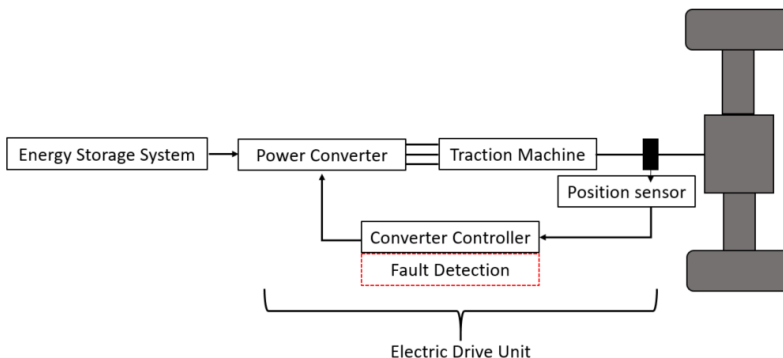 Energy Storage System
Power Converter
Traction Machine
Position sensor
Converter Controller
Fault Detection
Electric Drive Unit